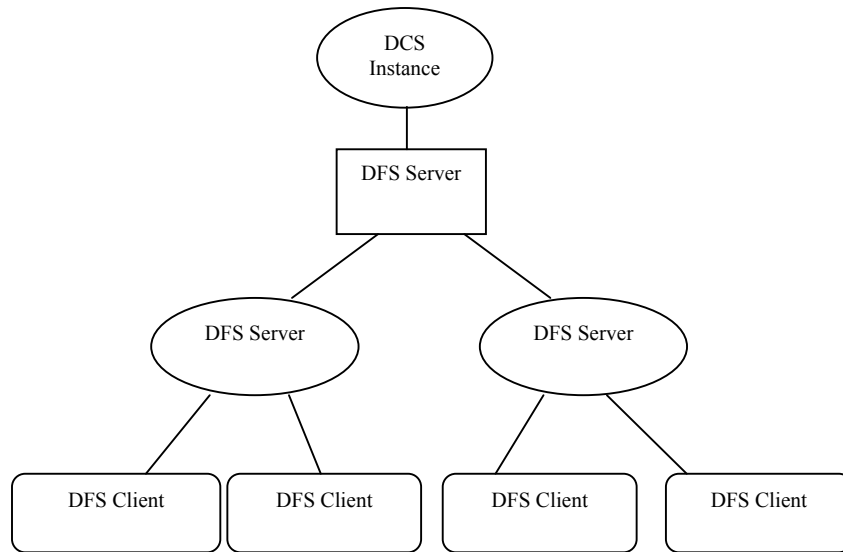 DCS
Instance
DFS Server
DFS Server
DFS Server
DFS Client
DFS Client
DFS Client
DFS Client